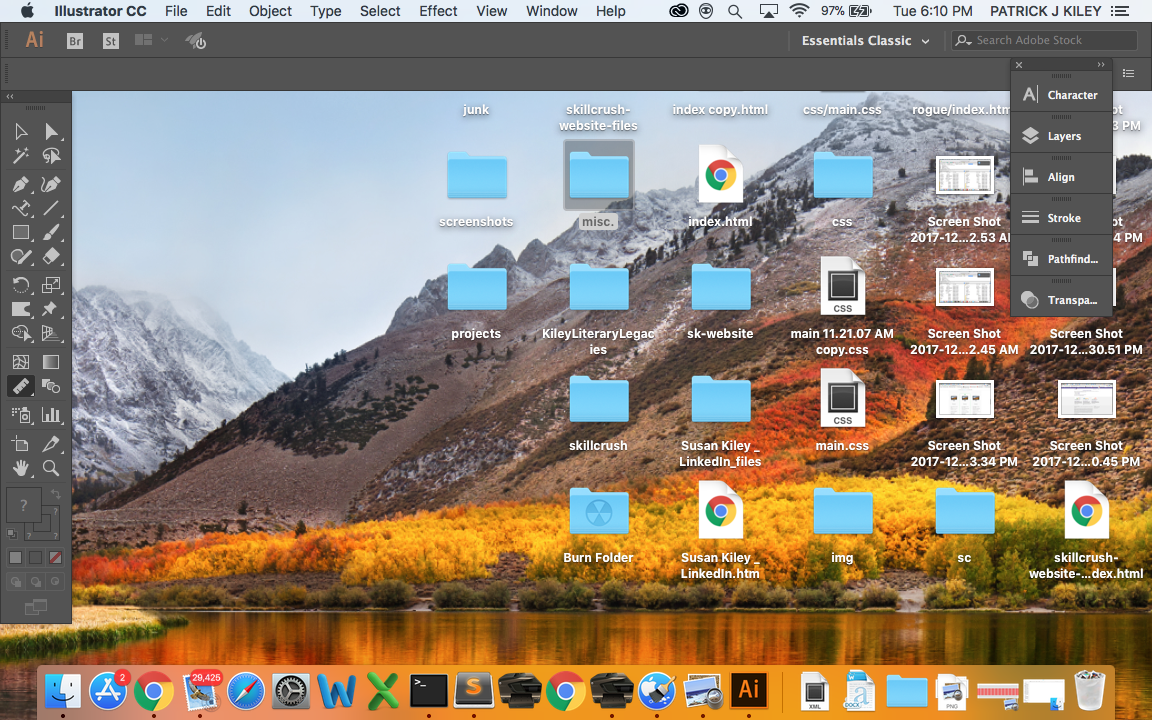 Illustrator CC File Edit Object Type Select Effect View Window Help 97% Tue 6:10 PM PATRICK J KILEY
Ai Br St Essentials Classic Search Adobe Stock
Character
Layers
Align
Stroke
Pathfind...
Transpa...
junk
skillcrush-
website-files
index copy.html
css/main.css
rogue/index.htm
ot
3 PM
screenshots
misc.
index.html
css
Screen Shot
2017-12...2.53 AM
ot
4 PM
projects
KileyLiteraryLegac
ies
sk-website
CSS
main 11.21.07 AM
copy.css
Screen Shot
2017-12...2.45 AM
Screen Shot
2017-12...30.51 PM
skillcrush
Susan Kiley _
LinkedIn_files
CSS
main.css
Screen Shot
2017-12...3.34 PM
Screen Shot
2017-12...0.45 PM
Burn Folder
Susan Kiley _
LinkedIn.htm
img
sc
skillcrush-
website-...dex.html
?
?
?
2
29,425
>_
S
Ai
XML
DOCX
PNG